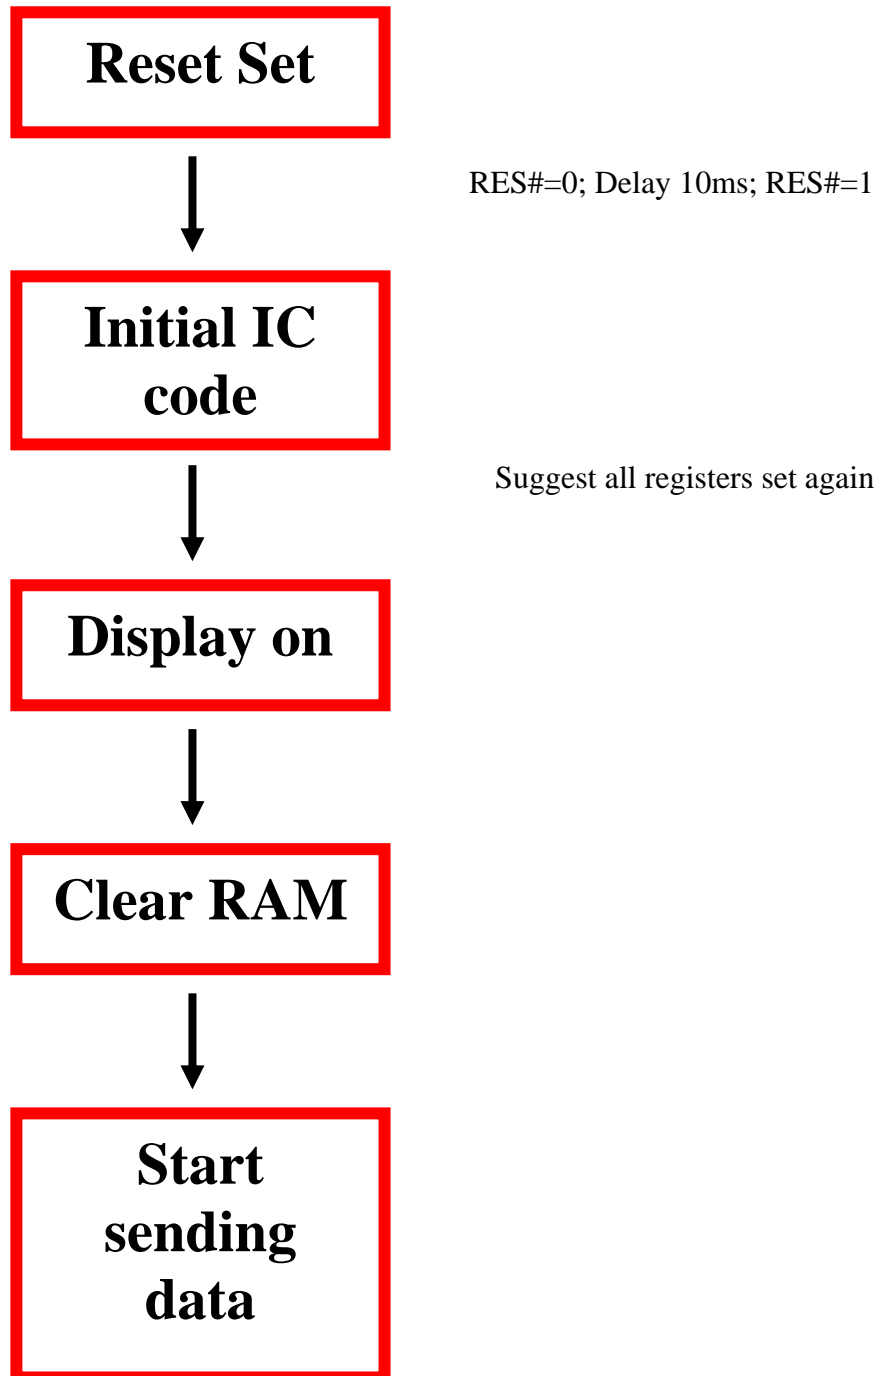 Reset Set
RES#=0; Delay 10ms; RES#=1
Initial IC
code
Suggest all registers set again
Display on
Clear RAM
Start
sending
data